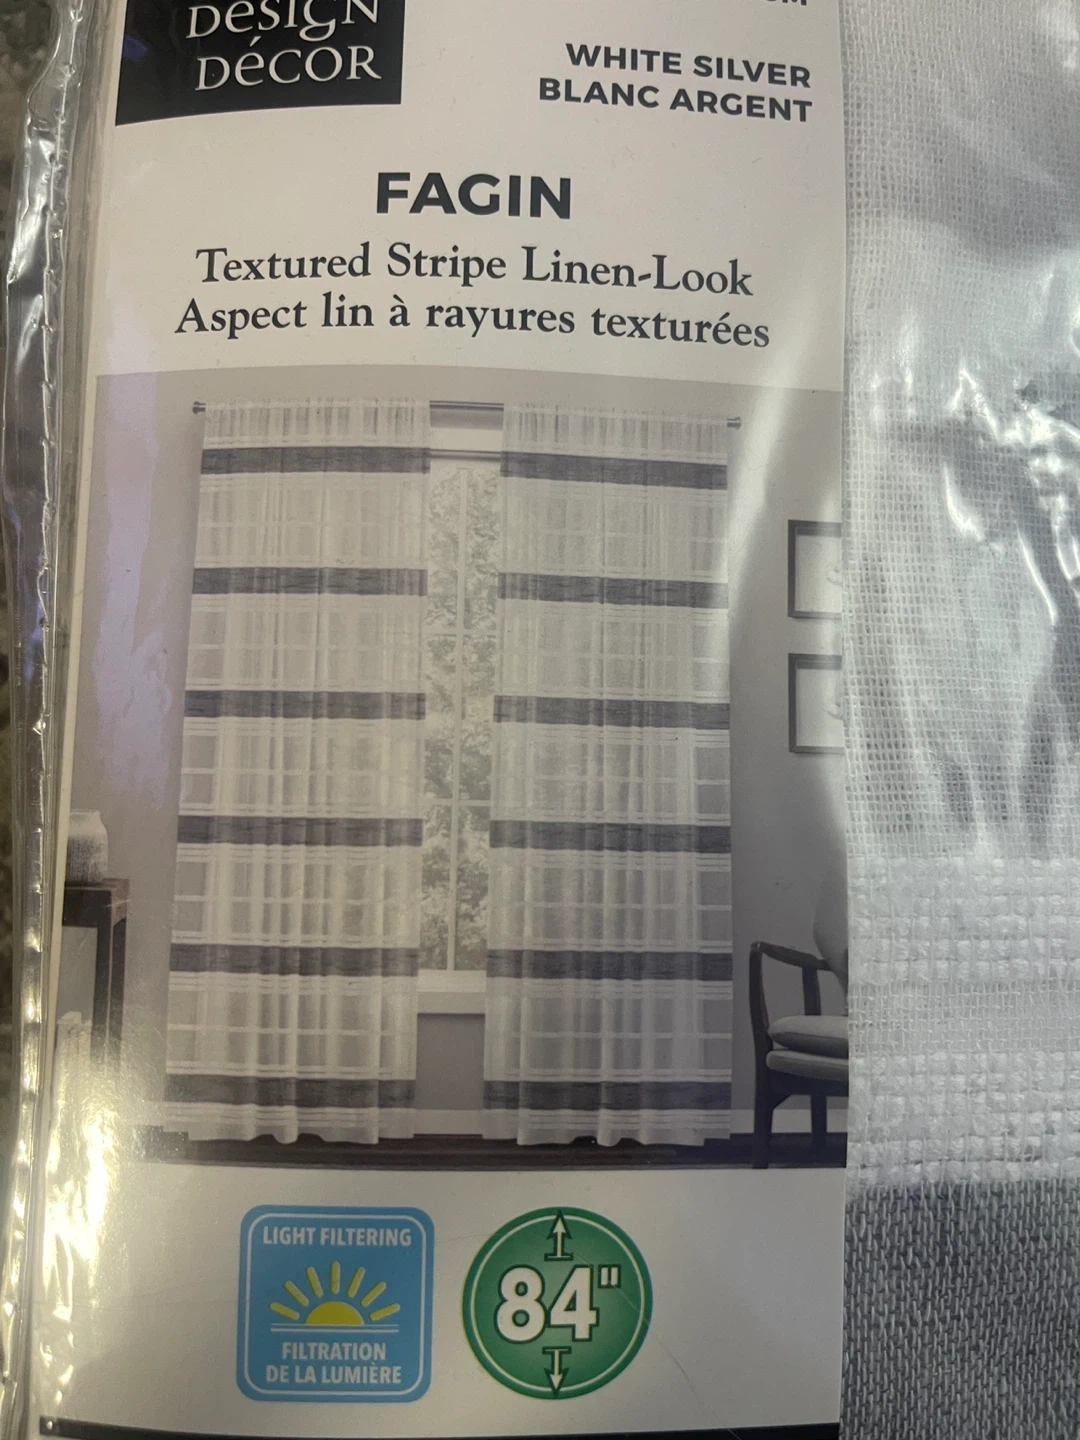 DESIGN
DÉCOR
WHITE SILVER
BLANC ARGENT
FAGIN
Textured Stripe Linen-Look
Aspect lin à rayures texturées
LIGHT FILTERING
FILTRATION
DE LA LUMIÈRE
84"